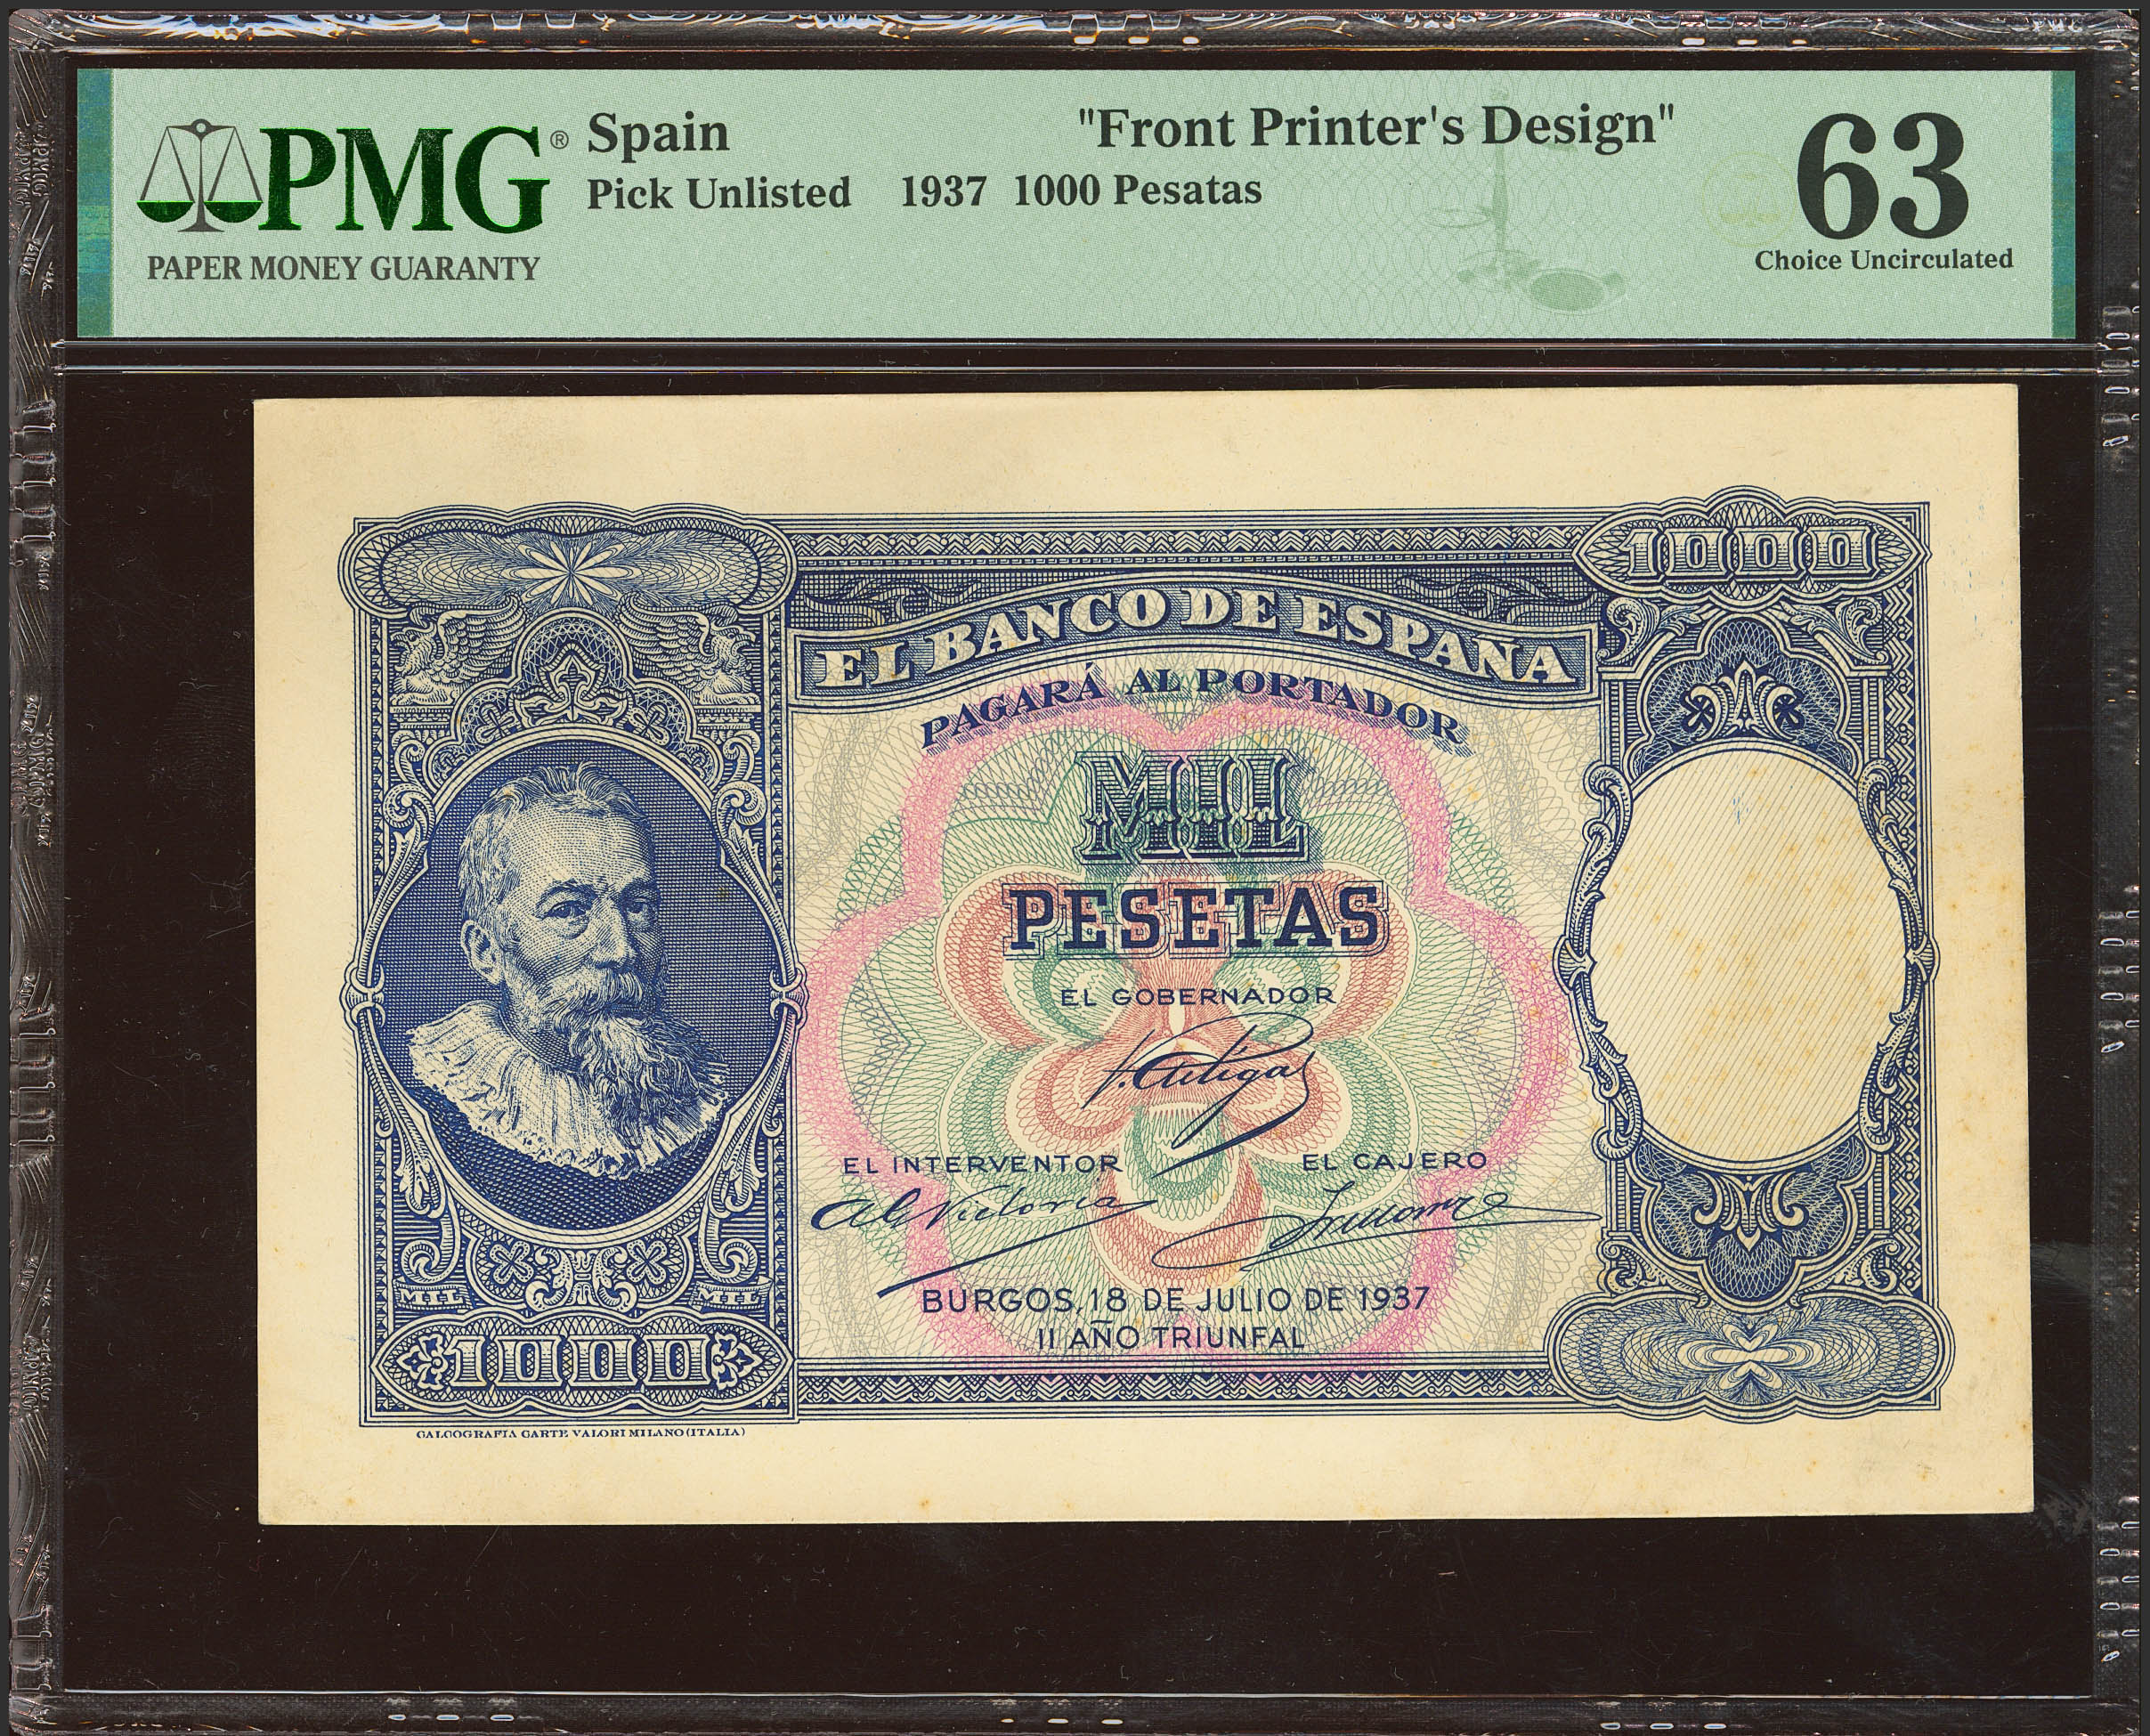 PMG®
PAPER MONEY GUARANTY
Spain
"Front Printer's Design"
Pick Unlisted 1937 1000 Pesatas
63
Choice Uncirculated
1000
EL BANCO DE ESPAÑA
PAGARÁ AL PORTADOR
MIL
PESETAS
EL GOBERNADOR
EL INTERVENTOR
EL CAJERO
BURGOS, 18 DE JULIO DE 1937
II AÑO TRIUNFAL
MIL
MIL
1000
CALCOGRAFIA CARTE VALORI MILANO (ITALIA)